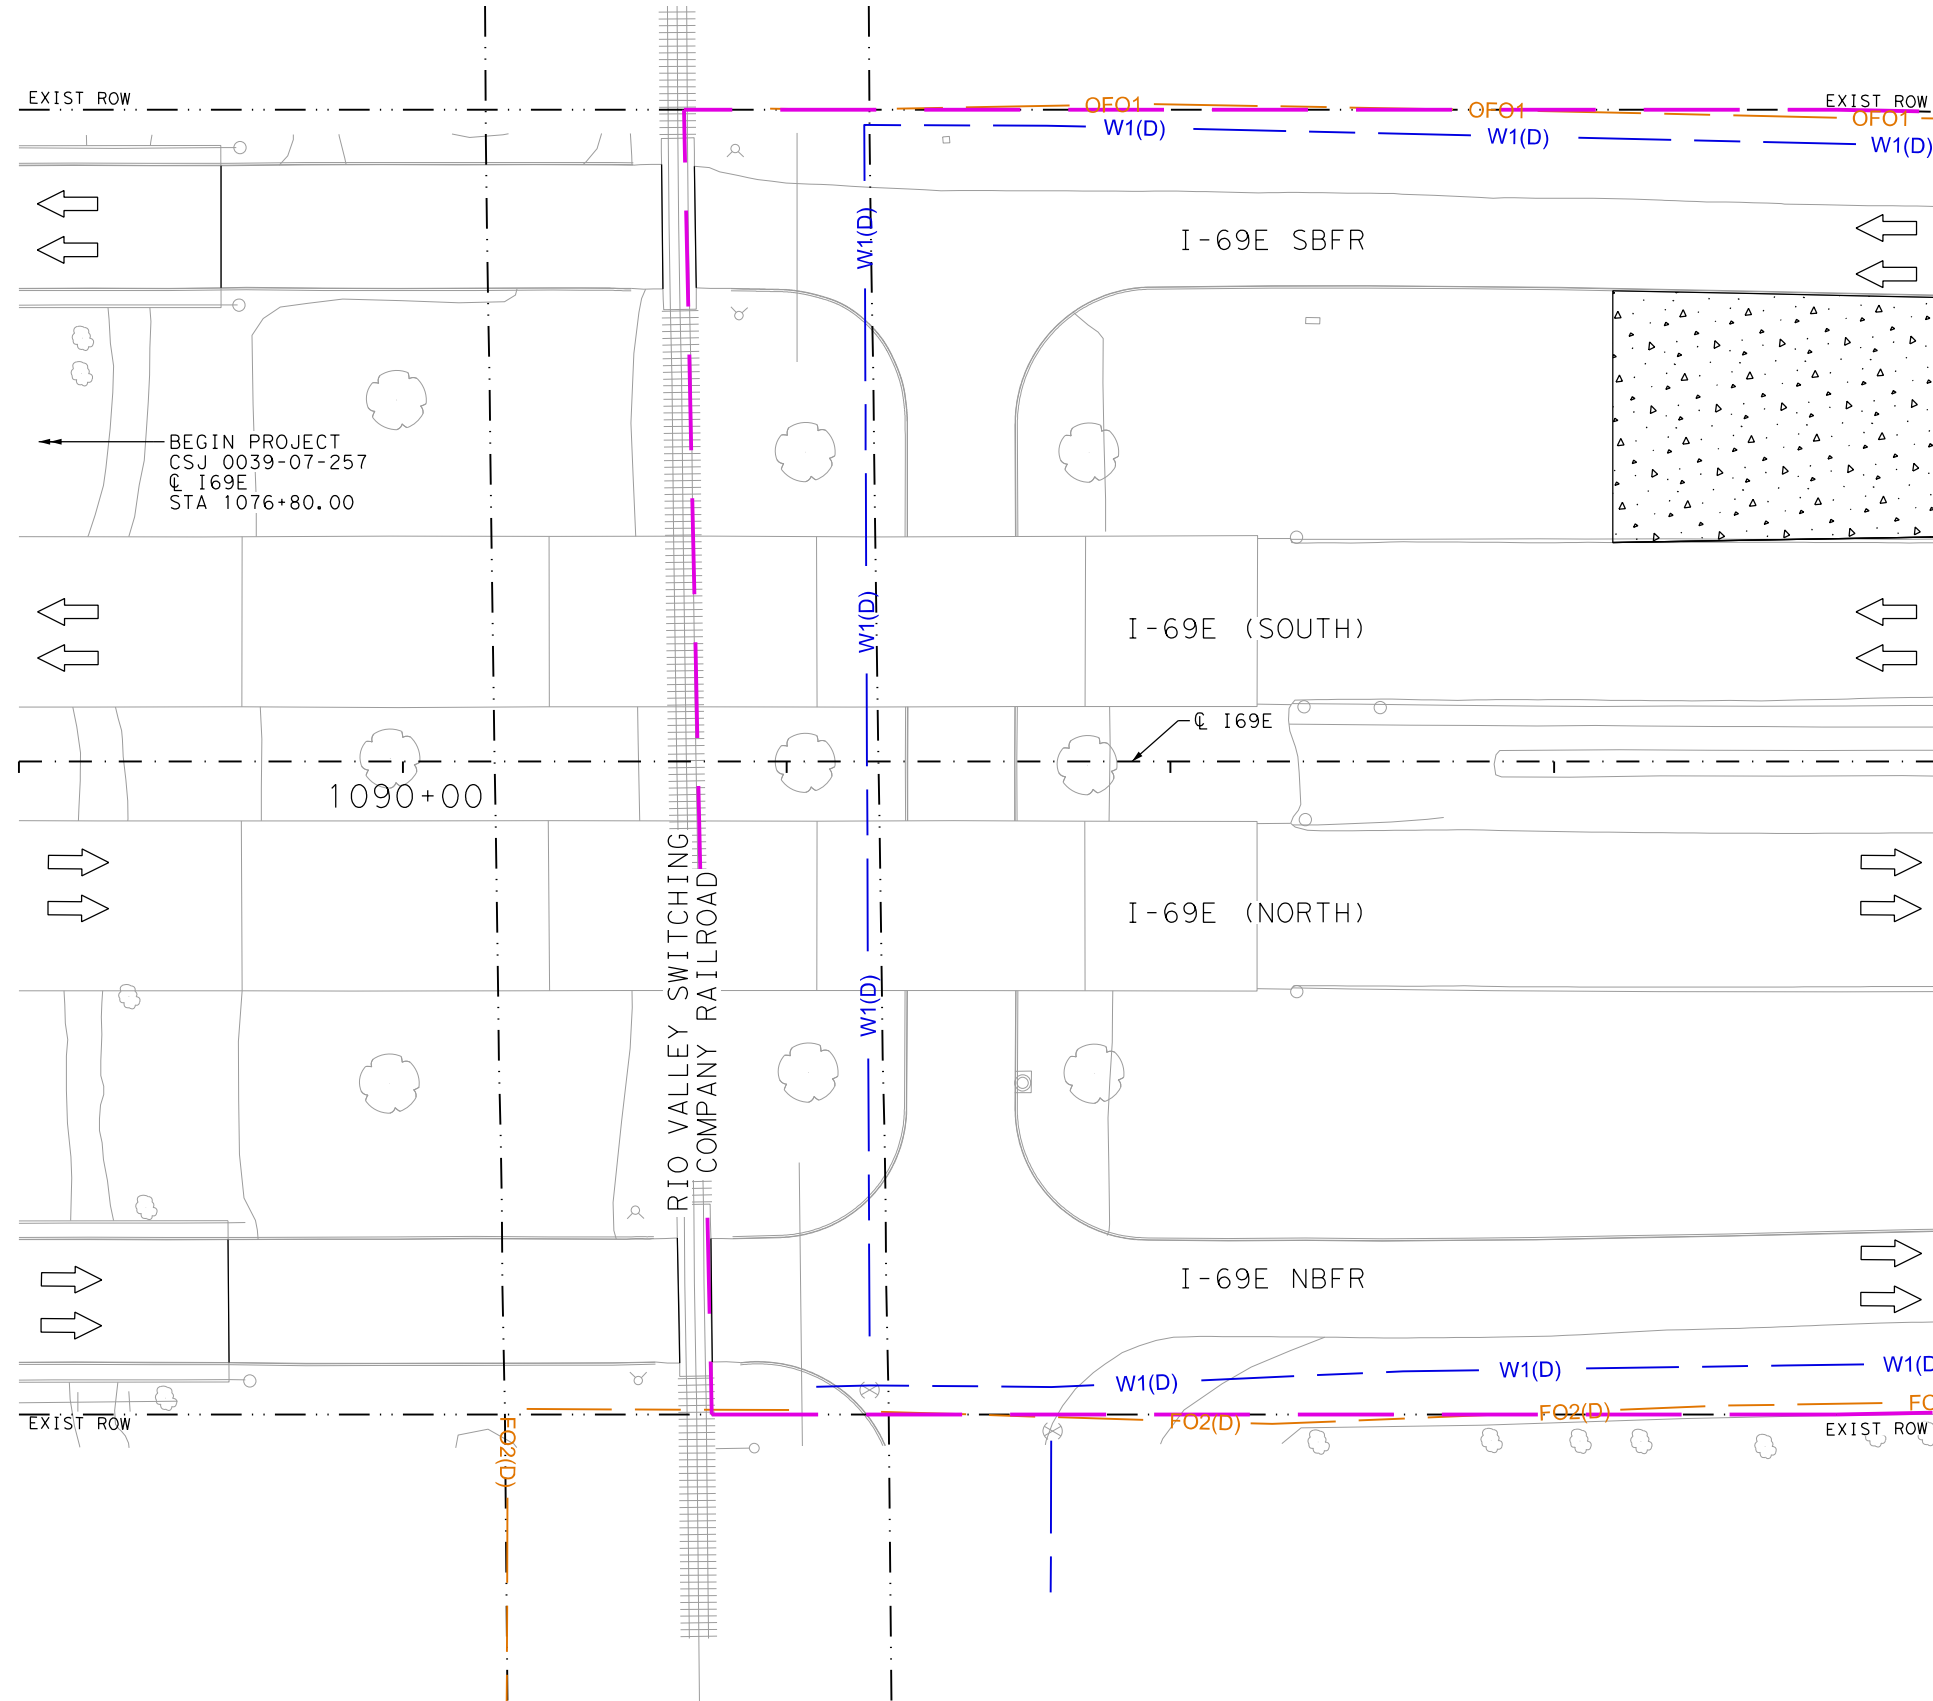 EXIST ROW
OFO1
OFO1
EXIST ROW
OFO1
W1(D)
W1(D)
W1(D)
W1(D)
I-69E SBFR
BEGIN PROJECT
CSJ 0039-07-257
℄ I69E
STA 1076+80.00
W1(D)
I-69E (SOUTH)
℄ I69E
1090+00
RIO VALLEY SWITCHING
COMPANY RAILROAD
I-69E (NORTH)
W1(D)
I-69E NBFR
W1(D)
W1(D)
W1(D
EXIST ROW
FO2(D)
FO2(D)
FO2(D)
FO
EXIST ROW